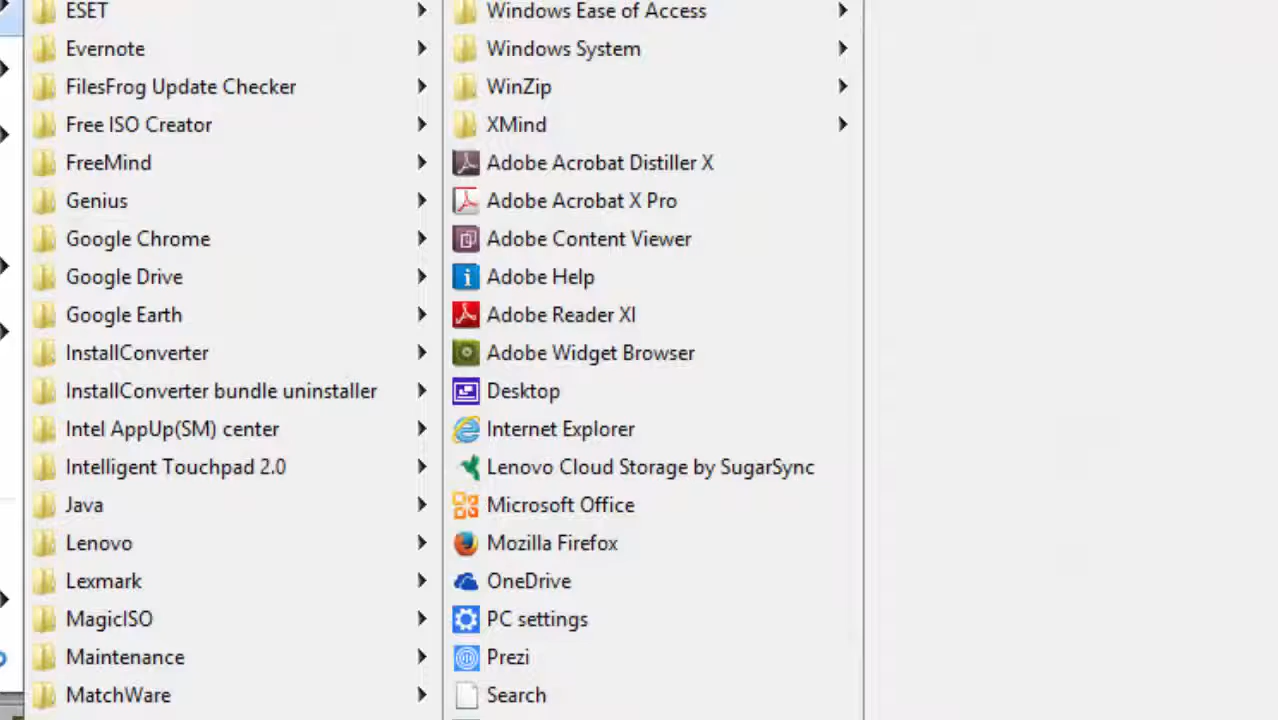 ESET
Evernote
FilesFrog Update Checker
Free ISO Creator
FreeMind
Genius
Google Chrome
Google Drive
Google Earth
InstallConverter
InstallConverter bundle uninstaller
Intel AppUp(SM) center
Intelligent Touchpad 2.0
Java
Lenovo
Lexmark
MagicISO
Maintenance
MatchWare
Windows Ease of Access
Windows System
WinZip
XMind
Adobe Acrobat Distiller X
Adobe Acrobat X Pro
Adobe Content Viewer
Adobe Help
Adobe Reader XI
Adobe Widget Browser
Desktop
Internet Explorer
Lenovo Cloud Storage by SugarSync
Microsoft Office
Mozilla Firefox
OneDrive
PC settings
Prezi
Search